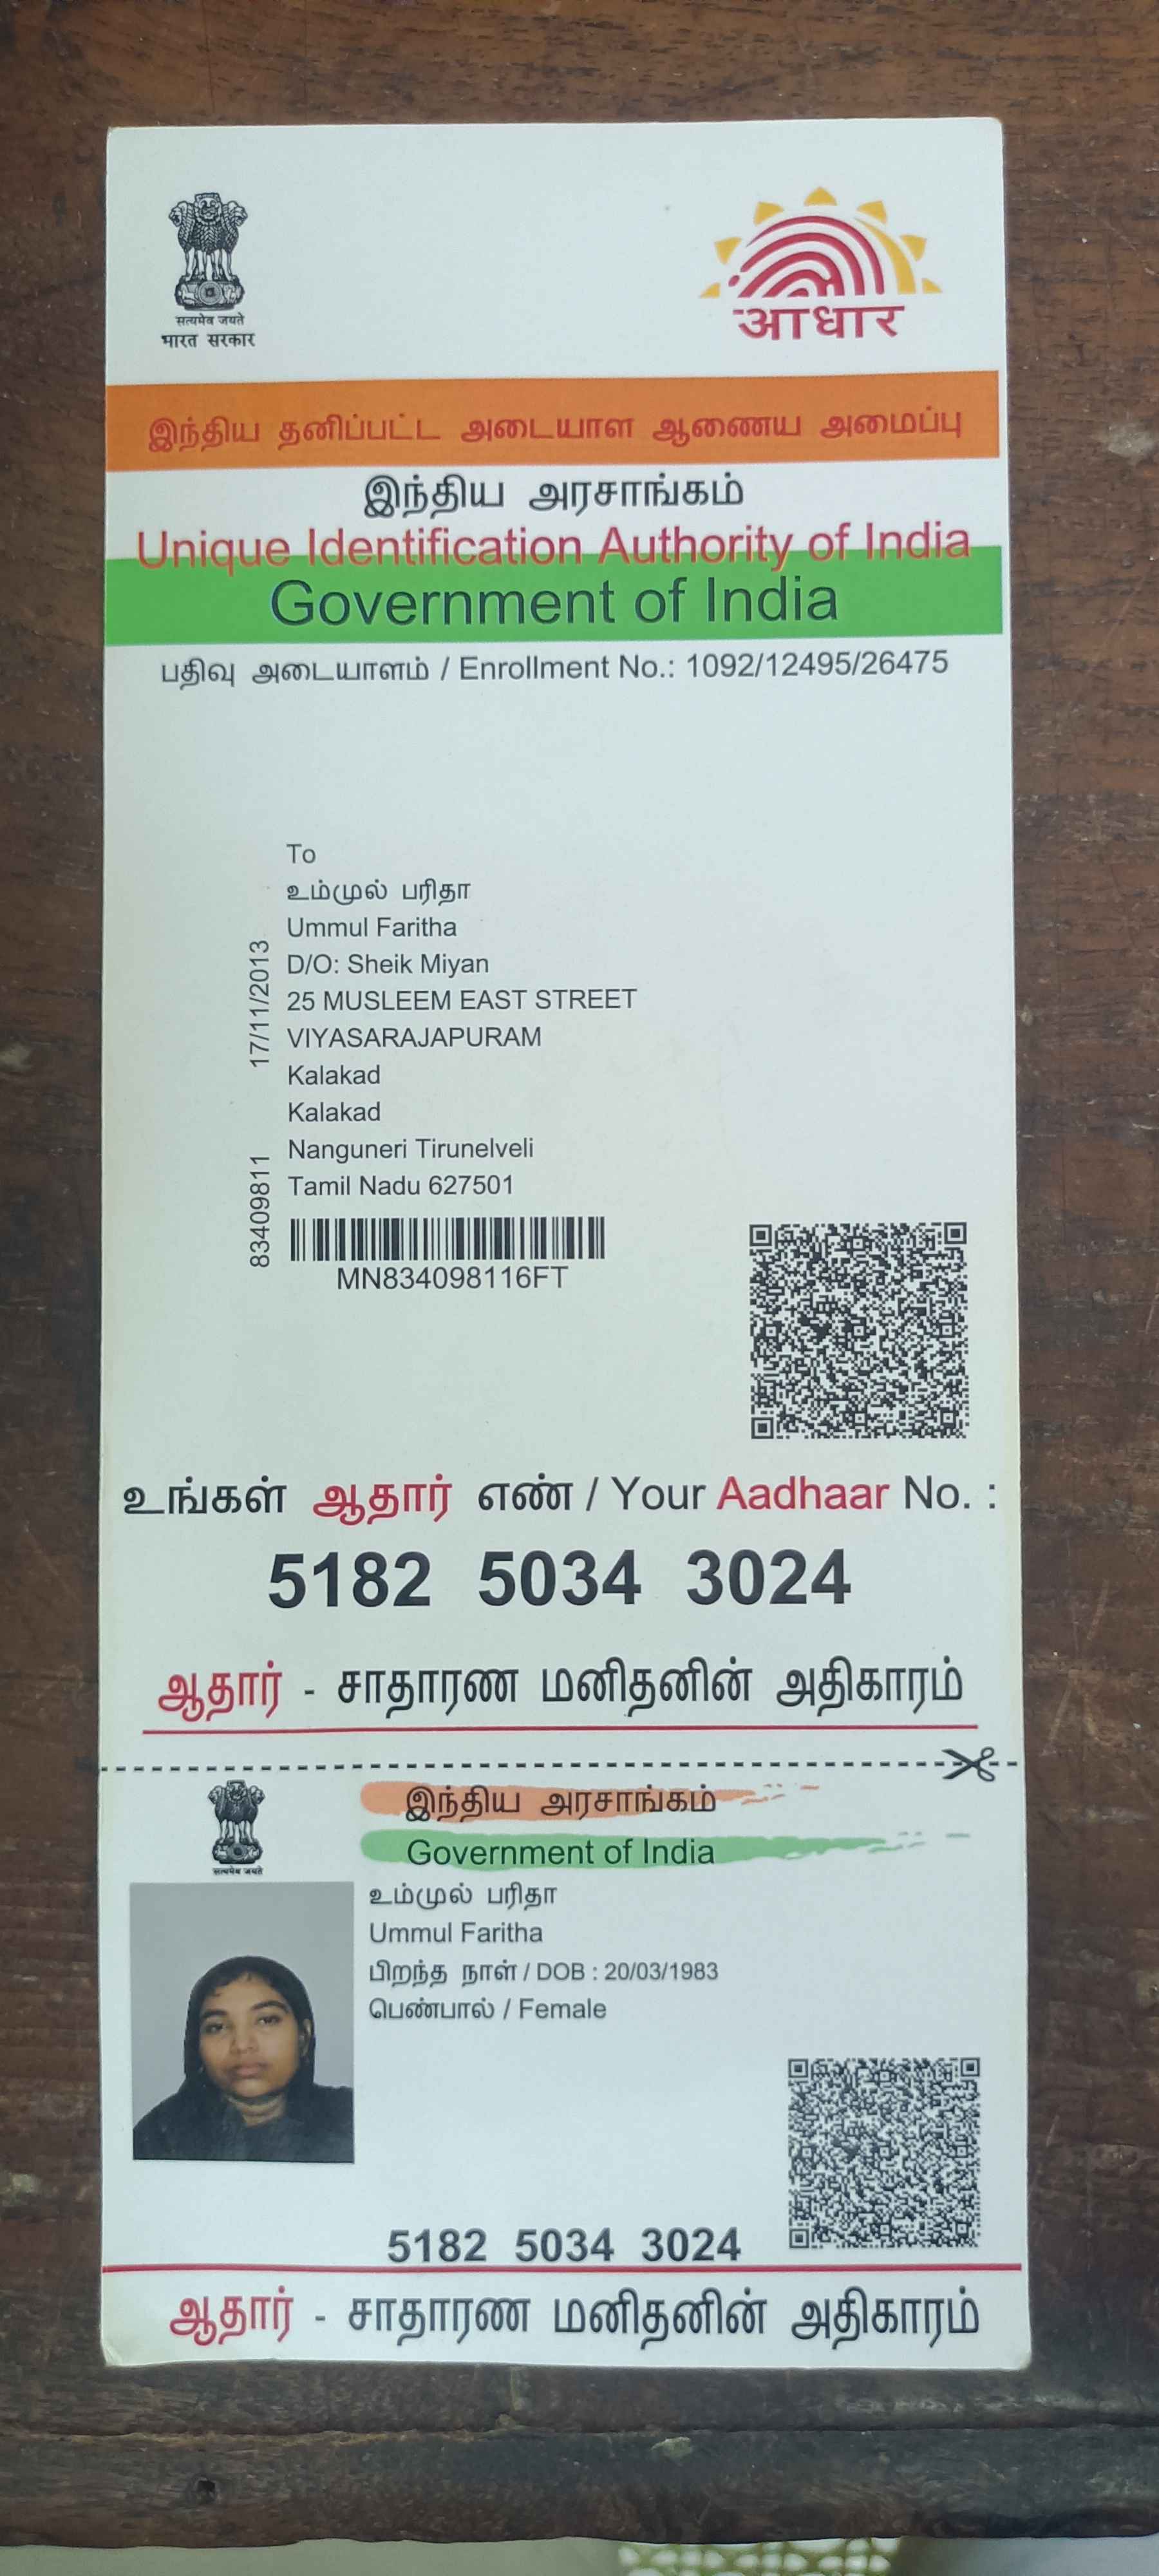 सत्यमेव जयते
भारत सरकार
आधार
இந்திய தனிப்பட்ட அடையாள ஆணைய அமைப்பு
இந்திய அரசாங்கம்
Unique Identification Authority of India
Government of India
பதிவு அடையாளம் / Enrollment No.: 1092/12495/26475
To
உம்முல் பரிதா
Ummul Faritha
D/O: Sheik Miyan
25 MUSLEEM EAST STREET
VIYASARAJAPURAM
Kalakad
Kalakad
Nanguneri Tirunelveli
Tamil Nadu 627501
17/11/2013
83409811
MN834098116FT
உங்கள் ஆதார் எண் / Your Aadhaar No. :
5182 5034 3024
ஆதார் - சாதாரண மனிதனின் அதிகாரம்
सत्यमेव जयते
இந்திய அரசாங்கம்
Government of India
உம்முல் பரிதா
Ummul Faritha
பிறந்த நாள் / DOB : 20/03/1983
பெண்பால் / Female
5182 5034 3024
ஆதார் - சாதாரண மனிதனின் அதிகாரம்